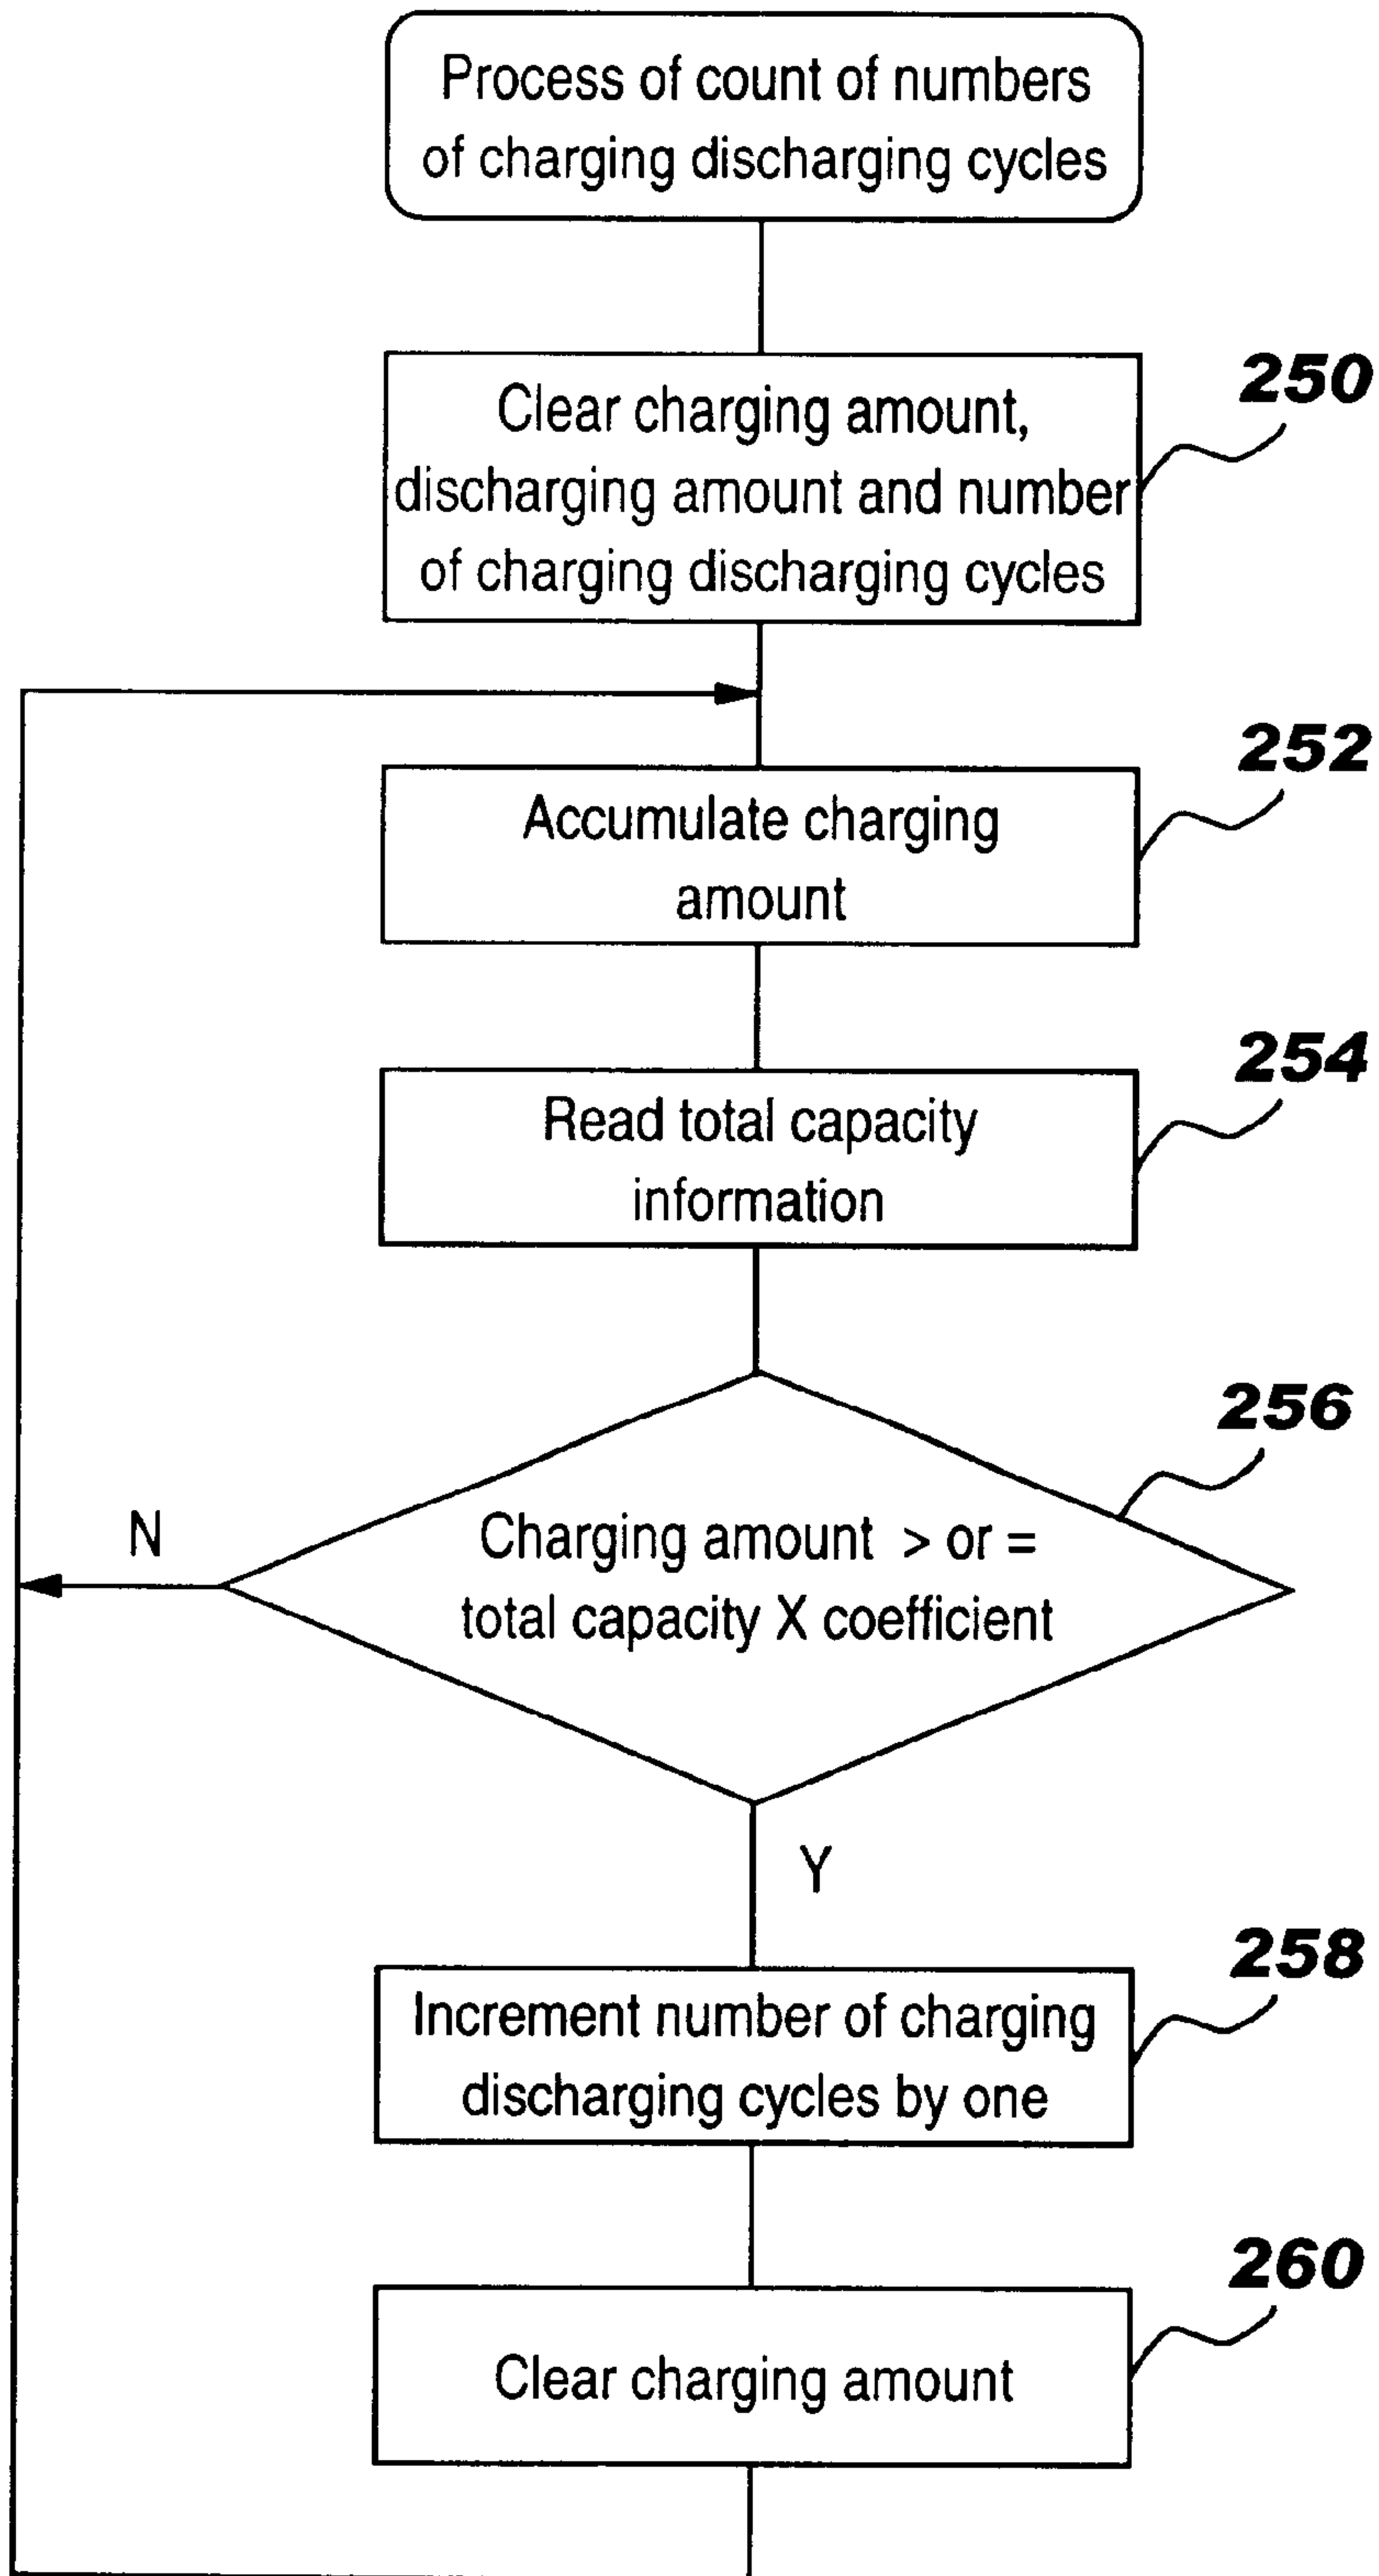 Process of count of numbers
of charging discharging cycles
250
Clear charging amount,
discharging amount and number
of charging discharging cycles
252
Accumulate charging
amount
254
Read total capacity
information
256
N
Charging amount > or =
total capacity X coefficient
Y
258
Increment number of charging
discharging cycles by one
260
Clear charging amount